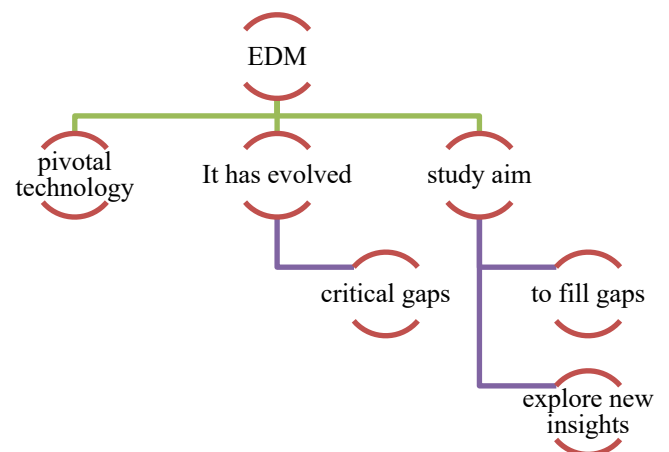 EDM
pivotal
technology
It has evolved
study aim
critical gaps
to fill gaps
explore new
insights